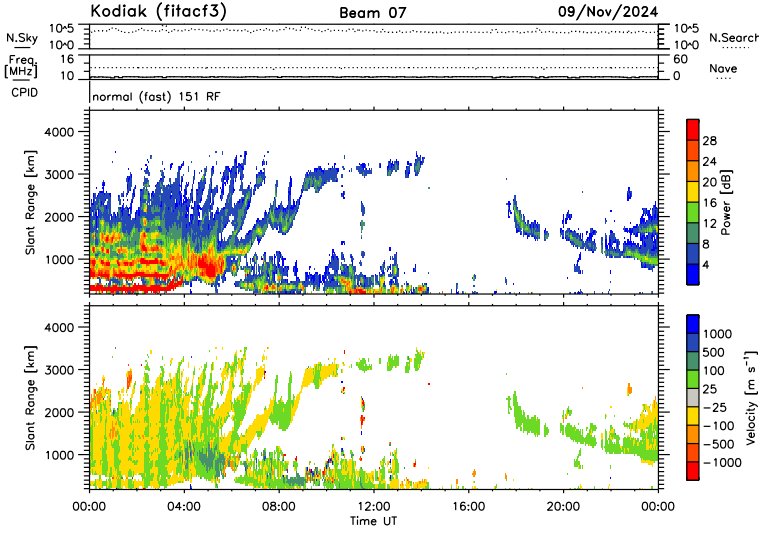 Kodiak (fitacf3) Beam 07 09/Nov/2024
N.Sky 10^5 10^5 N.Search
10^0 10^0
Freq. 16 60 Nave
[MHz] 10 0
CPID normal (fast) 151 RF
Slant Range [km]
4000
3000
2000
1000
28
24
20
16
12
8
4
Power [dB]
Slant Range [km]
4000
3000
2000
1000
1000
500
100
25
−25
−100
−500
−1000
Velocity [m s⁻¹]
00:00 04:00 08:00 12:00 16:00 20:00 00:00
Time UT